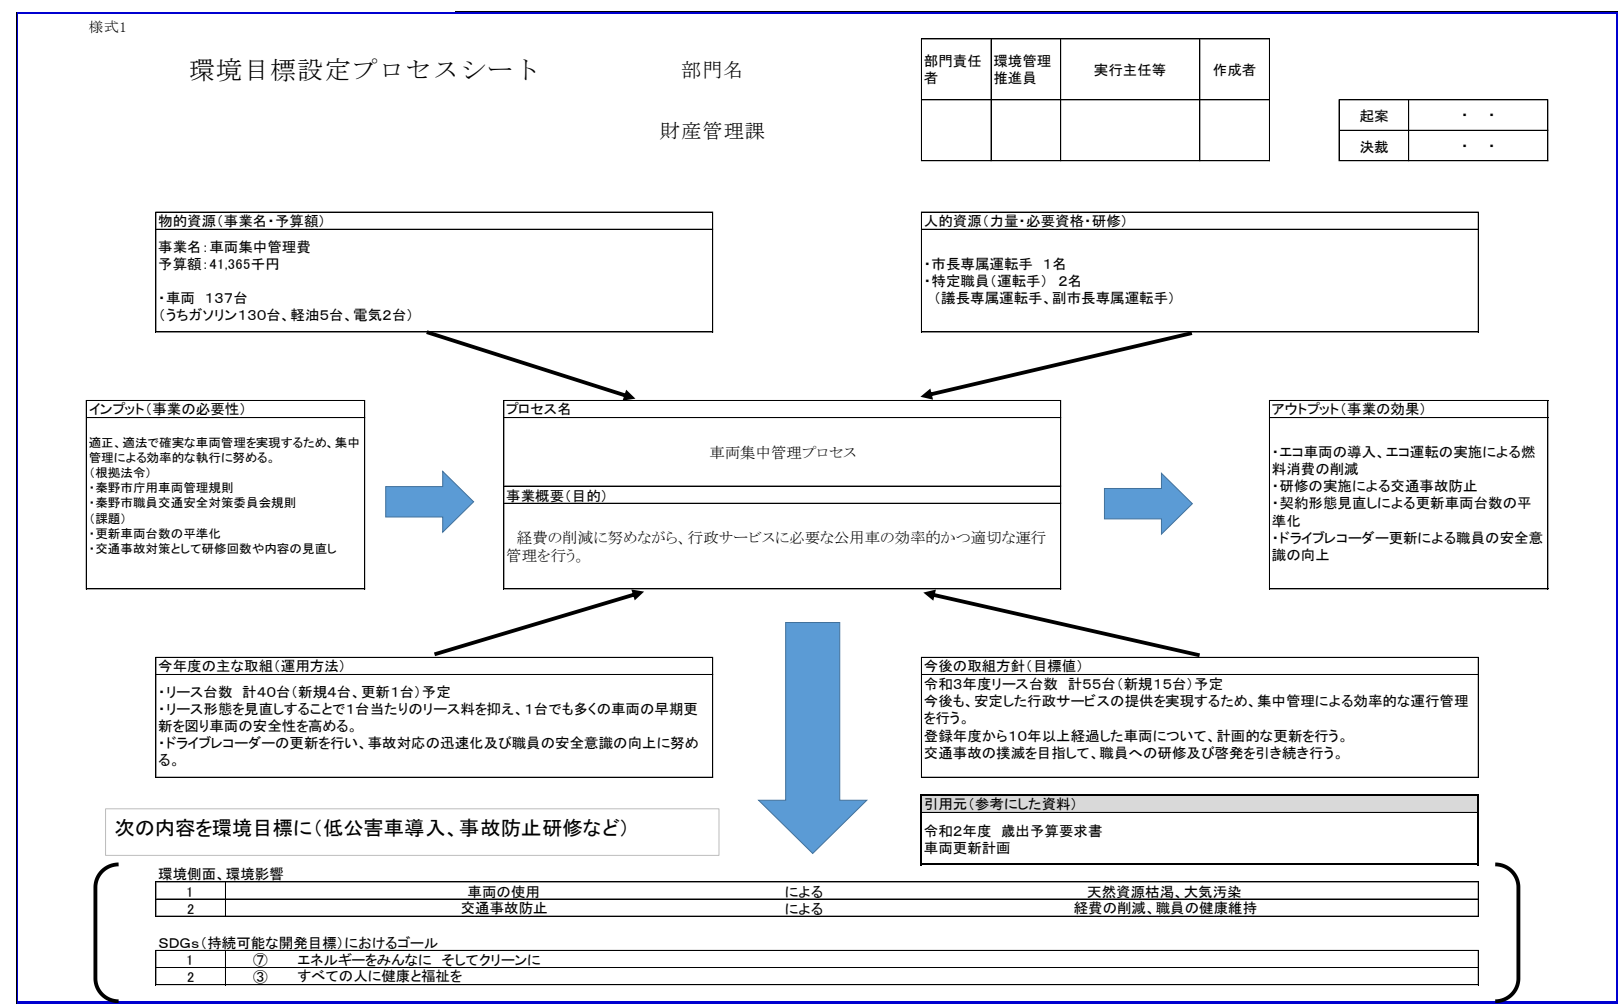 様式1
環境目標設定プロセスシート
部門名
財産管理課
部門責任
者
環境管理
推進員
実行主任等
作成者
起案
・ ・
決裁
・ ・
物的資源(事業名・予算額)
事業名:車両集中管理費
予算額:41,365千円
・車両 137台
(うちガソリン130台、軽油5台、電気2台)
人的資源(力量・必要資格・研修)
・市長専属運転手 1名
・特定職員(運転手) 2名
(議長専属運転手、副市長専属運転手)
インプット(事業の必要性)
適正、適法で確実な車両管理を実現するため、集中
管理による効率的な執行に努める。
(根拠法令)
・秦野市庁用車両管理規則
・秦野市職員交通安全対策委員会規則
(課題)
・更新車両台数の平準化
・交通事故対策として研修回数や内容の見直し
プロセス名
車両集中管理プロセス
事業概要(目的)
経費の削減に努めながら、行政サービスに必要な公用車の効率的かつ適切な運行
管理を行う。
アウトプット(事業の効果)
・エコ車両の導入、エコ運転の実施による燃
料消費の削減
・研修の実施による交通事故防止
・契約形態見直しによる更新車両台数の平
準化
・ドライブレコーダー更新による職員の安全意
識の向上
今年度の主な取組(運用方法)
・リース台数 計40台(新規4台、更新1台)予定
・リース形態を見直しすることで1台当たりのリース料を抑え、1台でも多くの車両の早期更
新を図り車両の安全性を高める。
・ドライブレコーダーの更新を行い、事故対応の迅速化及び職員の安全意識の向上に努め
る。
今後の取組方針(目標値)
令和3年度リース台数 計55台(新規15台)予定
今後も、安定した行政サービスの提供を実現するため、集中管理による効率的な運行管理
を行う。
登録年度から10年以上経過した車両について、計画的な更新を行う。
交通事故の撲滅を目指して、職員への研修及び啓発を引き続き行う。
引用元(参考にした資料)
令和2年度 歳出予算要求書
車両更新計画
次の内容を環境目標に(低公害車導入、事故防止研修など)
環境側面、環境影響
1 車両の使用 による 天然資源枯渇、大気汚染
2 交通事故防止 による 経費の削減、職員の健康維持
SDGs(持続可能な開発目標)におけるゴール
1 ⑦ エネルギーをみんなに そしてクリーンに
2 ③ すべての人に健康と福祉を